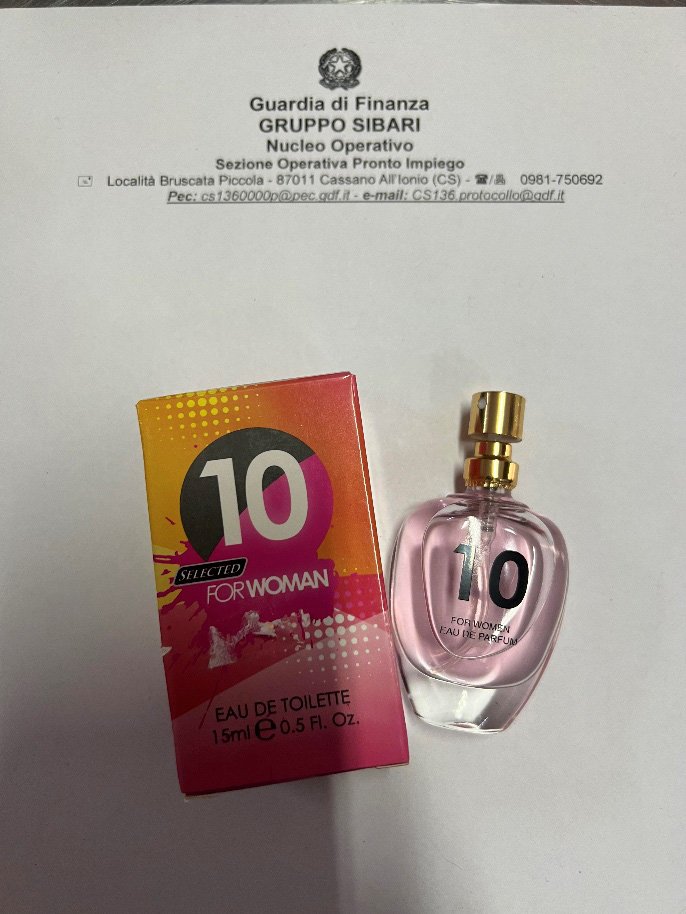 Guardia di Finanza
GRUPPO SIBARI
Nucleo Operativo
Sezione Operativa Pronto Impiego
Località Bruscata Piccola - 87011 Cassano All'Ionio (CS) - ☎/🖷 0981-750692
Pec: cs1360000p@pec.gdf.it - e-mail: CS136.protocollo@gdf.it
10
SELECTED
FOR WOMAN
EAU DE TOILETTE
15ml e 0.5 Fl. Oz.
10
FOR WOMEN
EAU DE PARFUM